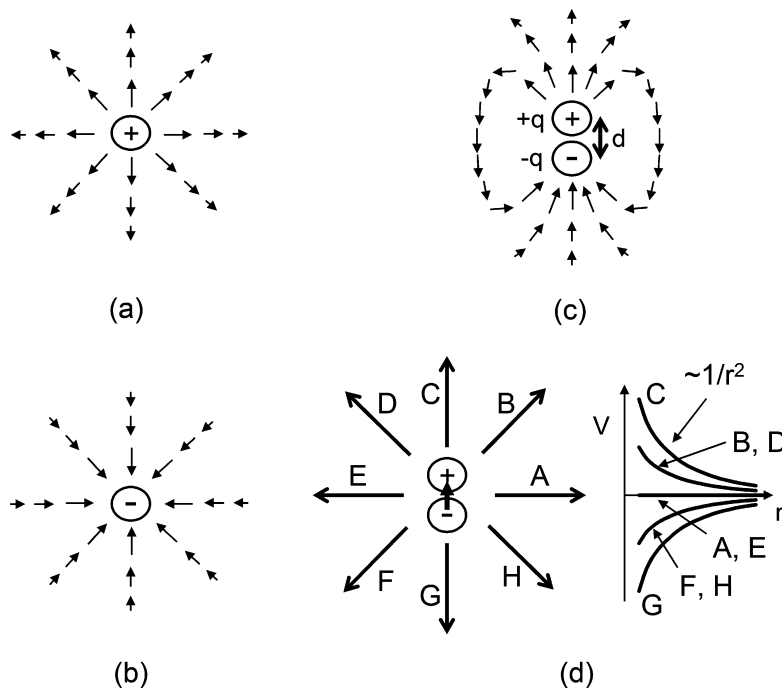 +
(a)
+q + d
-q -
(c)
-
(b)
C
D B
+
E A
-
F H
G
(d)
C ~1/r²
V
B, D
r
A, E
F, H
G